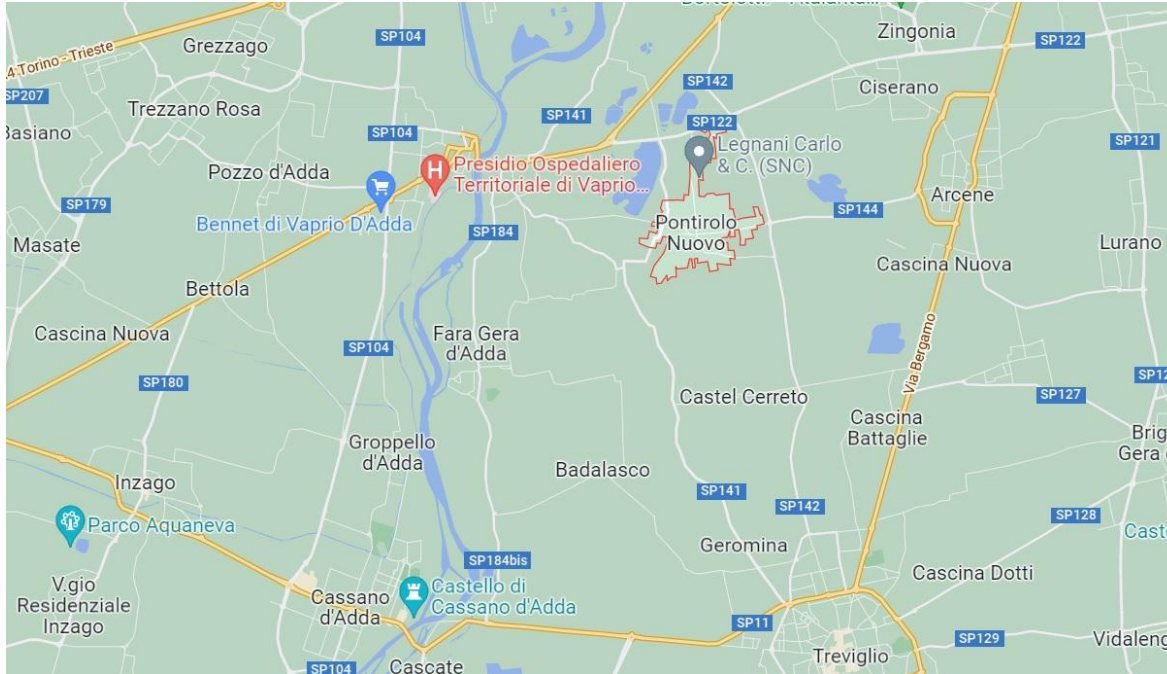 Zingonia
SP104
SP122
Grezzago
4 Torino - Trieste
SP142
Ciserano
SP207
Trezzano Rosa
SP141
SP122
Basiano
SP104
SP121
Legnani Carlo
& C. (SNC)
H
Presidio Ospedaliero
Territoriale di Vaprio...
Pozzo d'Adda
Arcene
SP179
Bennet di Vaprio D'Adda
SP184
Pontirolo
Nuovo
SP144
Masate
Lurano
Cascina Nuova
Bettola
Cascina Nuova
Fara Gera
d'Adda
SP104
Via Bergamo
SP180
Castel Cerreto
SP127
SP12
Cascina
Battaglie
Groppello
d'Adda
Brig
Gera
Badalasco
Inzago
SP141
SP142
SP128
Parco Aquaneva
Geromina
SP184bis
Cascina Dotti
V.gio
Residenziale
Inzago
Cassano
d'Adda
Castello di
Cassano d'Adda
SP11
SP129
Vidaleng
Treviglio
SP104
Cascate